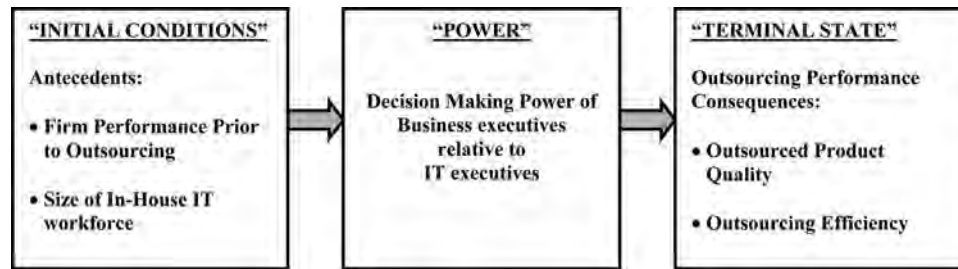 “INITIAL CONDITIONS”
Antecedents:
• Firm Performance Prior
to Outsourcing
• Size of In-House IT
workforce
“POWER”
Decision Making Power of
Business executives
relative to
IT executives
“TERMINAL STATE”
Outsourcing Performance
Consequences:
• Outsourced Product
Quality
• Outsourcing Efficiency